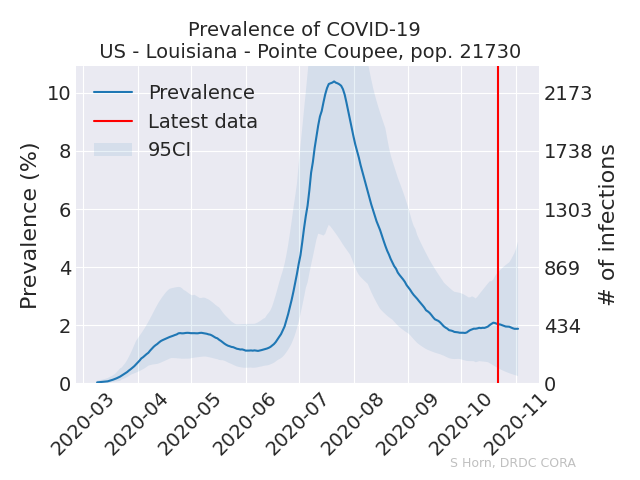 Prevalence of COVID-19
US - Louisiana - Pointe Coupee, pop. 21730
Prevalence
Latest data
95CI
Prevalence (%)
10
8
6
4
2
0
2173
1738
1303
869
434
0
# of infections
2020-03
2020-04
2020-05
2020-06
2020-07
2020-08
2020-09
2020-10
2020-11
S Horn, DRDC CORA